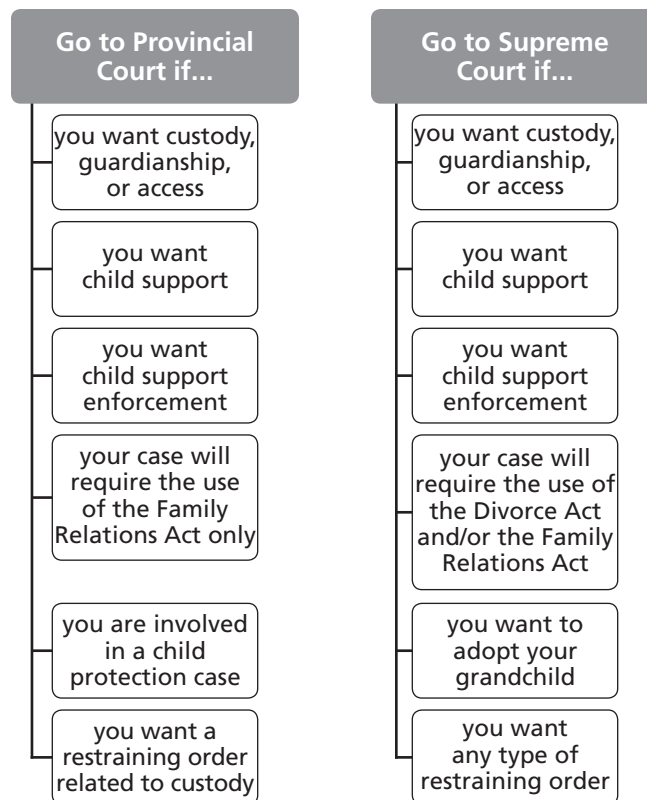 Go to Provincial
Court if...
you want custody,
guardianship,
or access
you want
child support
you want
child support
enforcement
your case will
require the use
of the Family
Relations Act only
you are involved
in a child
protection case
you want a
restraining order
related to custody
Go to Supreme
Court if...
you want custody,
guardianship,
or access
you want
child support
you want
child support
enforcement
your case will
require the use of
the Divorce Act
and/or the Family
Relations Act
you want to
adopt your
grandchild
you want
any type of
restraining order